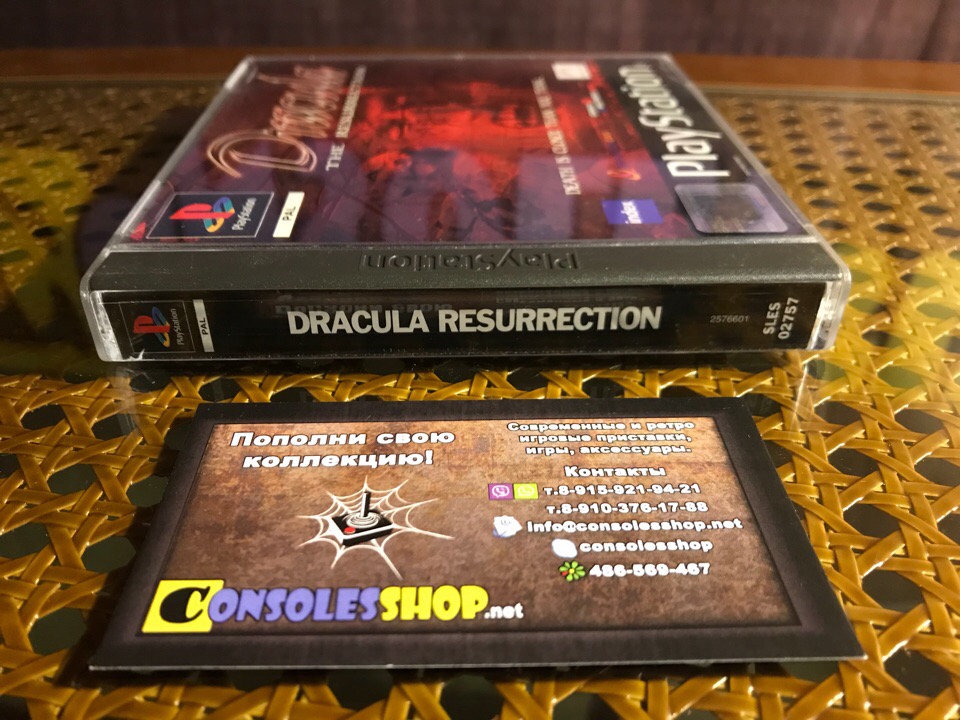 Dracula
THE RESURRECTION
DEATH IS CLOSER THAN YOU THINK.
PlayStation
PlayStation
PAL
index
PlayStation
PlayStation
PAL
DRACULA RESURRECTION
2576601
SLES
02757
Пополни свою
коллекцию!
Современные и ретро
игровые приставки,
игры, аксессуары.
Контакты
т.8-915-921-94-21
т.8-910-376-17-88
info@consolesshop.net
consolesshop
486-569-467
CONSOLESSHOP.net